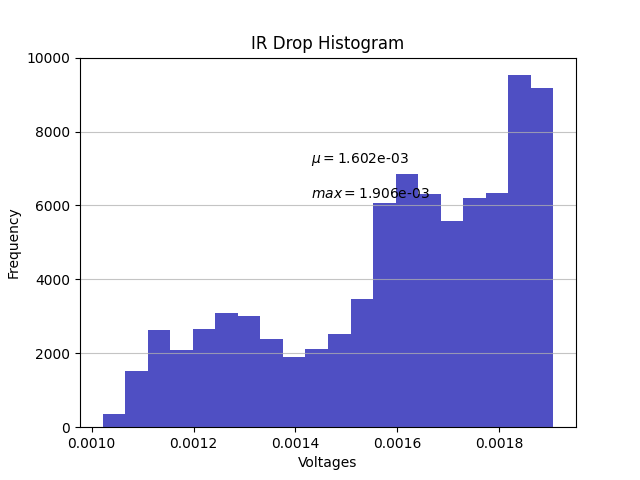 IR Drop Histogram
10000
8000
6000
4000
2000
0
Frequency
μ = 1.602e-03
max = 1.906e-03
0.0010 0.0012 0.0014 0.0016 0.0018
Voltages